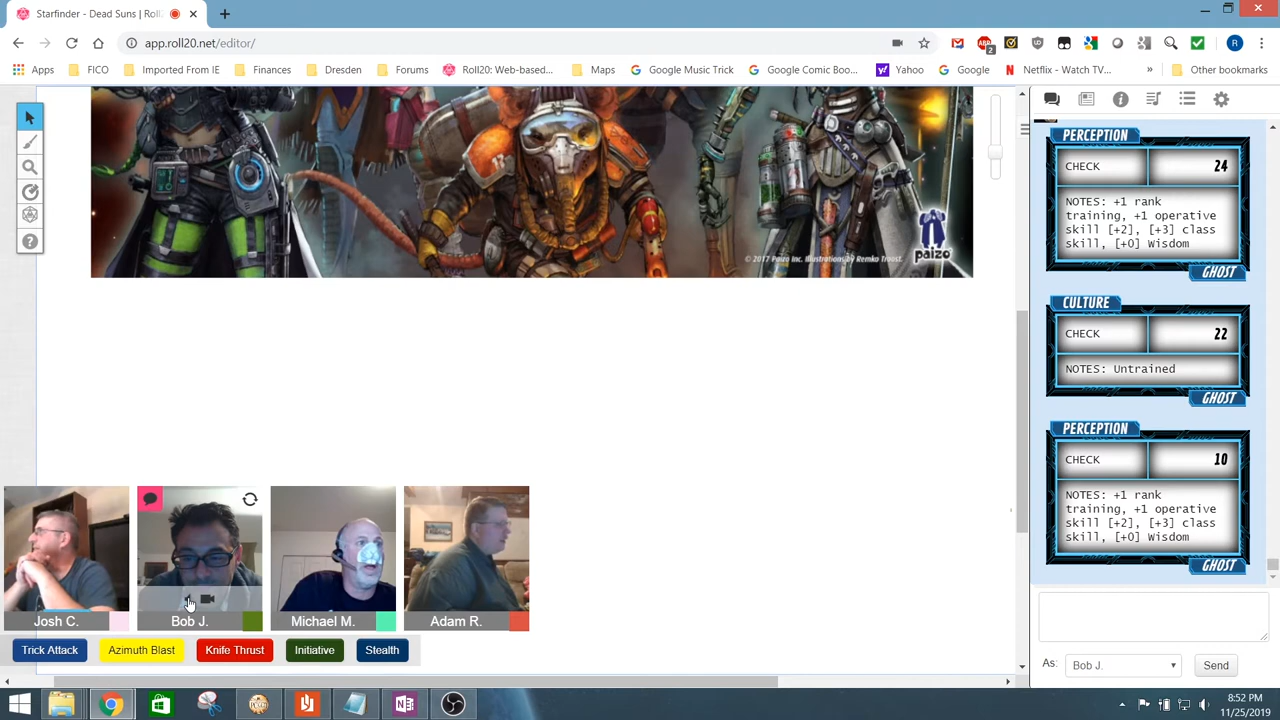 Starfinder - Dead Suns | Roll2
app.roll20.net/editor/
2
R
Apps
FICO
Imported From IE
Finances
Dresden
Forums
Roll20: Web-based...
Maps
Google Music Trick
Google Comic Boo...
Yahoo
Google
Netflix - Watch TV...
»
Other bookmarks
PERCEPTION
CHECK 24
NOTES: +1 rank
training, +1 operative
skill [+2], [+3] class
skill, [+0] Wisdom
GHOST
CULTURE
CHECK 22
NOTES: Untrained
GHOST
PERCEPTION
CHECK 10
NOTES: +1 rank
training, +1 operative
skill [+2], [+3] class
skill, [+0] Wisdom
GHOST
paizo
© 2017 Paizo Inc. Illustrations by Remko Troost.
Josh C.
Bob J.
Michael M.
Adam R.
Trick Attack
Azimuth Blast
Knife Thrust
Initiative
Stealth
As: Bob J.
Send
8:52 PM
11/25/2019